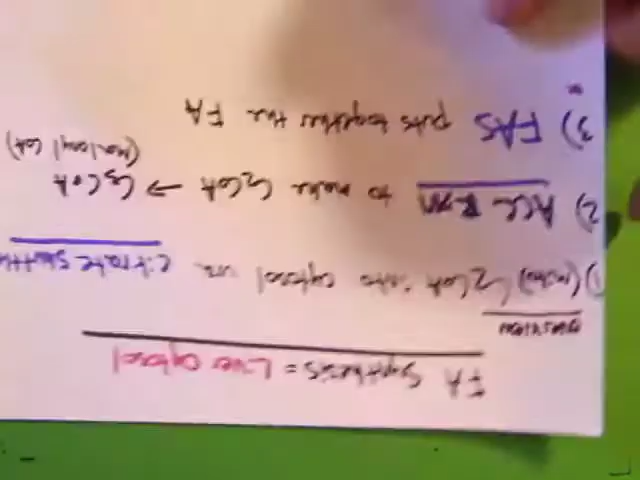 FA Synthesis = Liver cytosol
overview
1) (mito) C2CoA into cytosol via citrate shuttle
2) ACC Rxn to make C2CoA → C3CoA
(Malonyl CoA)
3) FAS puts together the FA